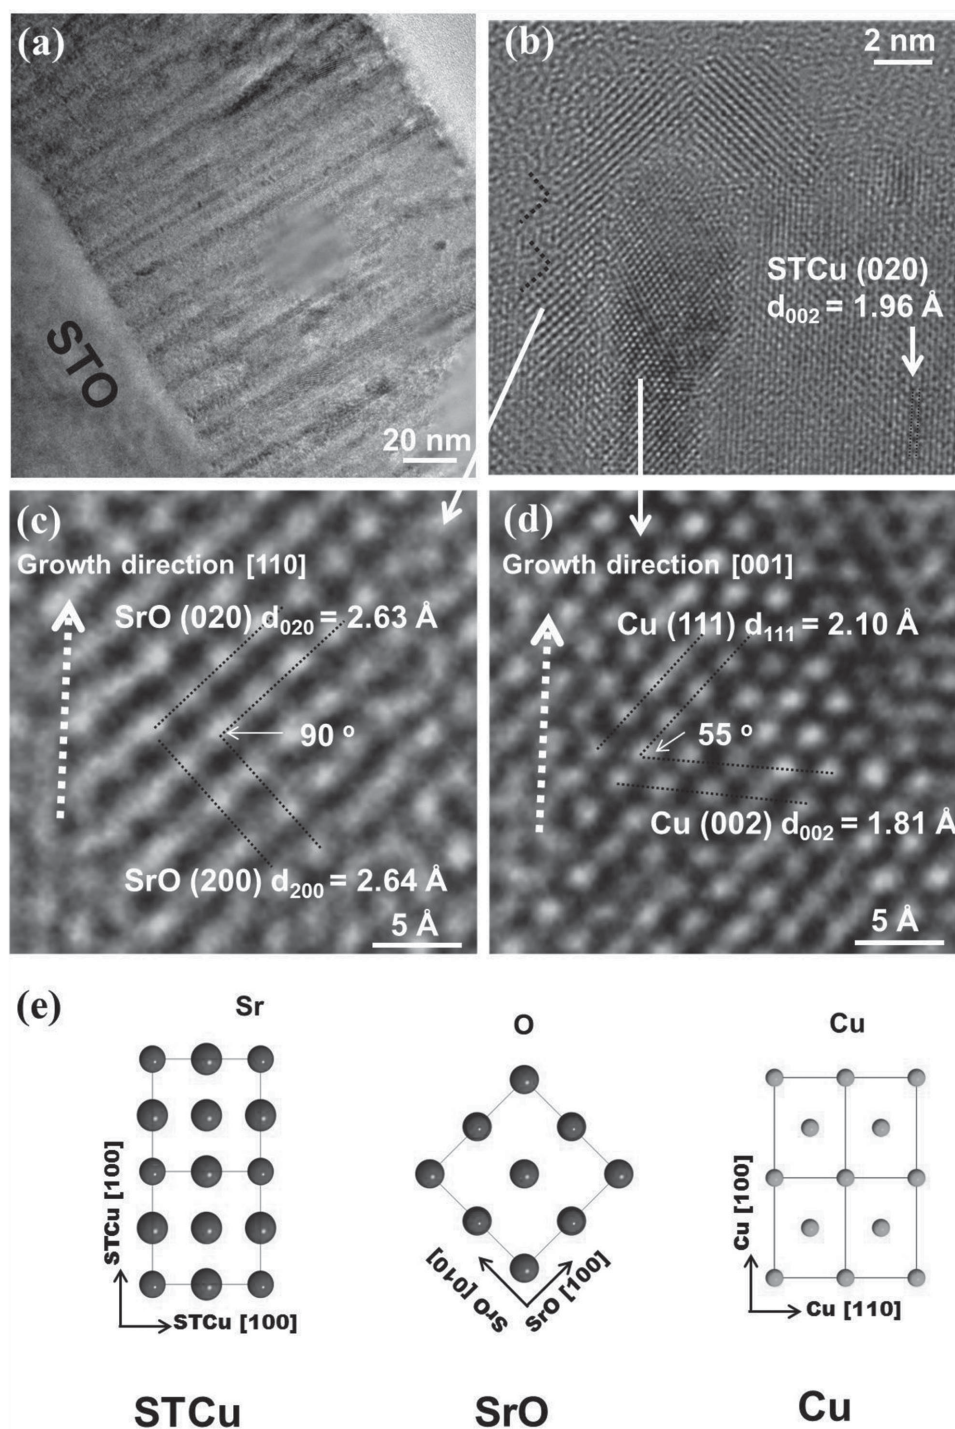 (a)
STO
20 nm
(b)
2 nm
STCu (020)
d002 = 1.96 Å
(c)
Growth direction [110]
SrO (020) d020 = 2.63 Å
90 o
SrO (200) d200 = 2.64 Å
5 Å
(d)
Growth direction [001]
Cu (111) d111 = 2.10 Å
55 o
Cu (002) d002 = 1.81 Å
5 Å
(e)
Sr
STCu [100]
STCu [100]
STCu
O
SrO [010]
SrO [100]
SrO
Cu
Cu [100]
Cu [110]
Cu